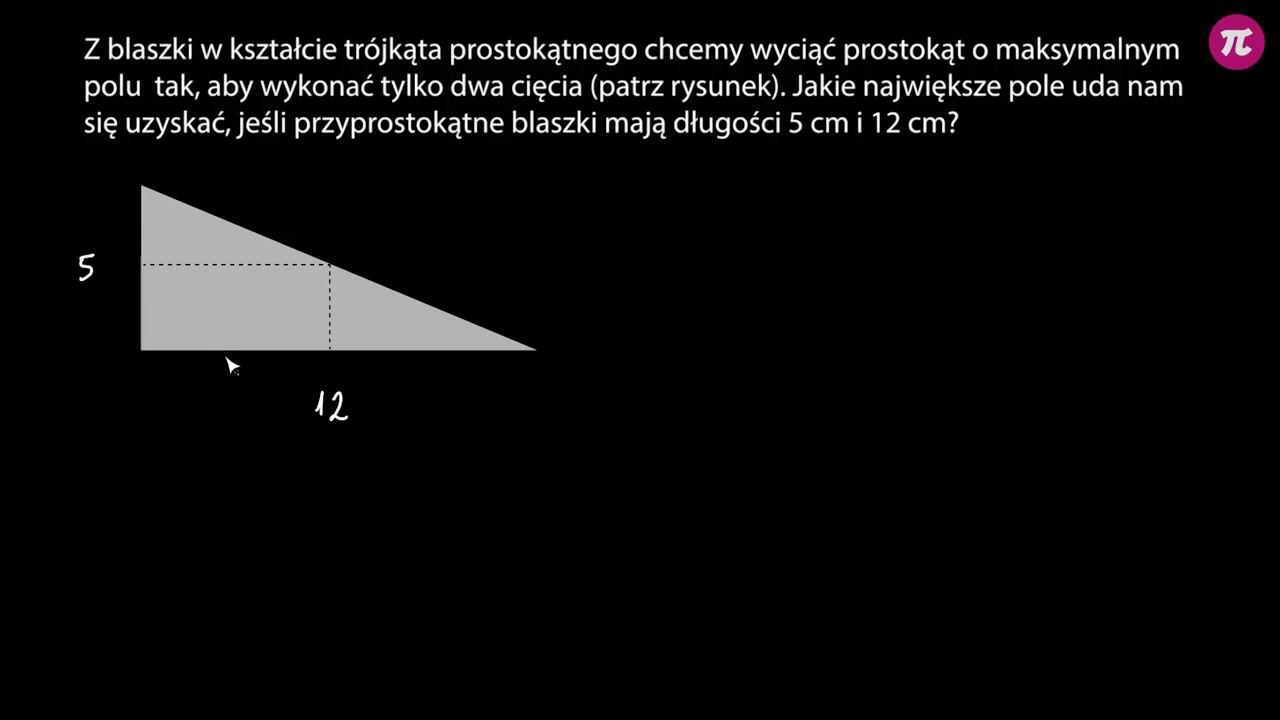 Z blaszki w kształcie trójkąta prostokątnego chcemy wyciąć prostokąt o maksymalnym
polu tak, aby wykonać tylko dwa cięcia (patrz rysunek). Jakie największe pole uda nam
się uzyskać, jeśli przyprostokątne blaszki mają długości 5 cm i 12 cm?
5
12
π